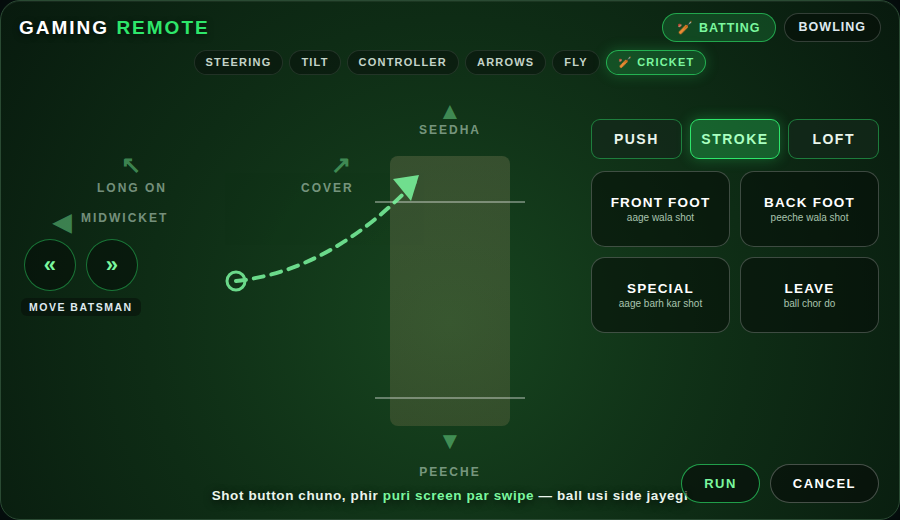 GAMING REMOTE
BATTING
BOWLING
STEERING
TILT
CONTROLLER
ARROWS
FLY
CRICKET
SEEDHA
LONG ON
COVER
MIDWICKET
« »
MOVE BATSMAN
PUSH
STROKE
LOFT
FRONT FOOT
aage wala shot
BACK FOOT
peeche wala shot
SPECIAL
aage barh kar shot
LEAVE
ball chor do
PEECHE
Shot button chuno, phir puri screen par swipe — ball usi side
RUN
CANCEL